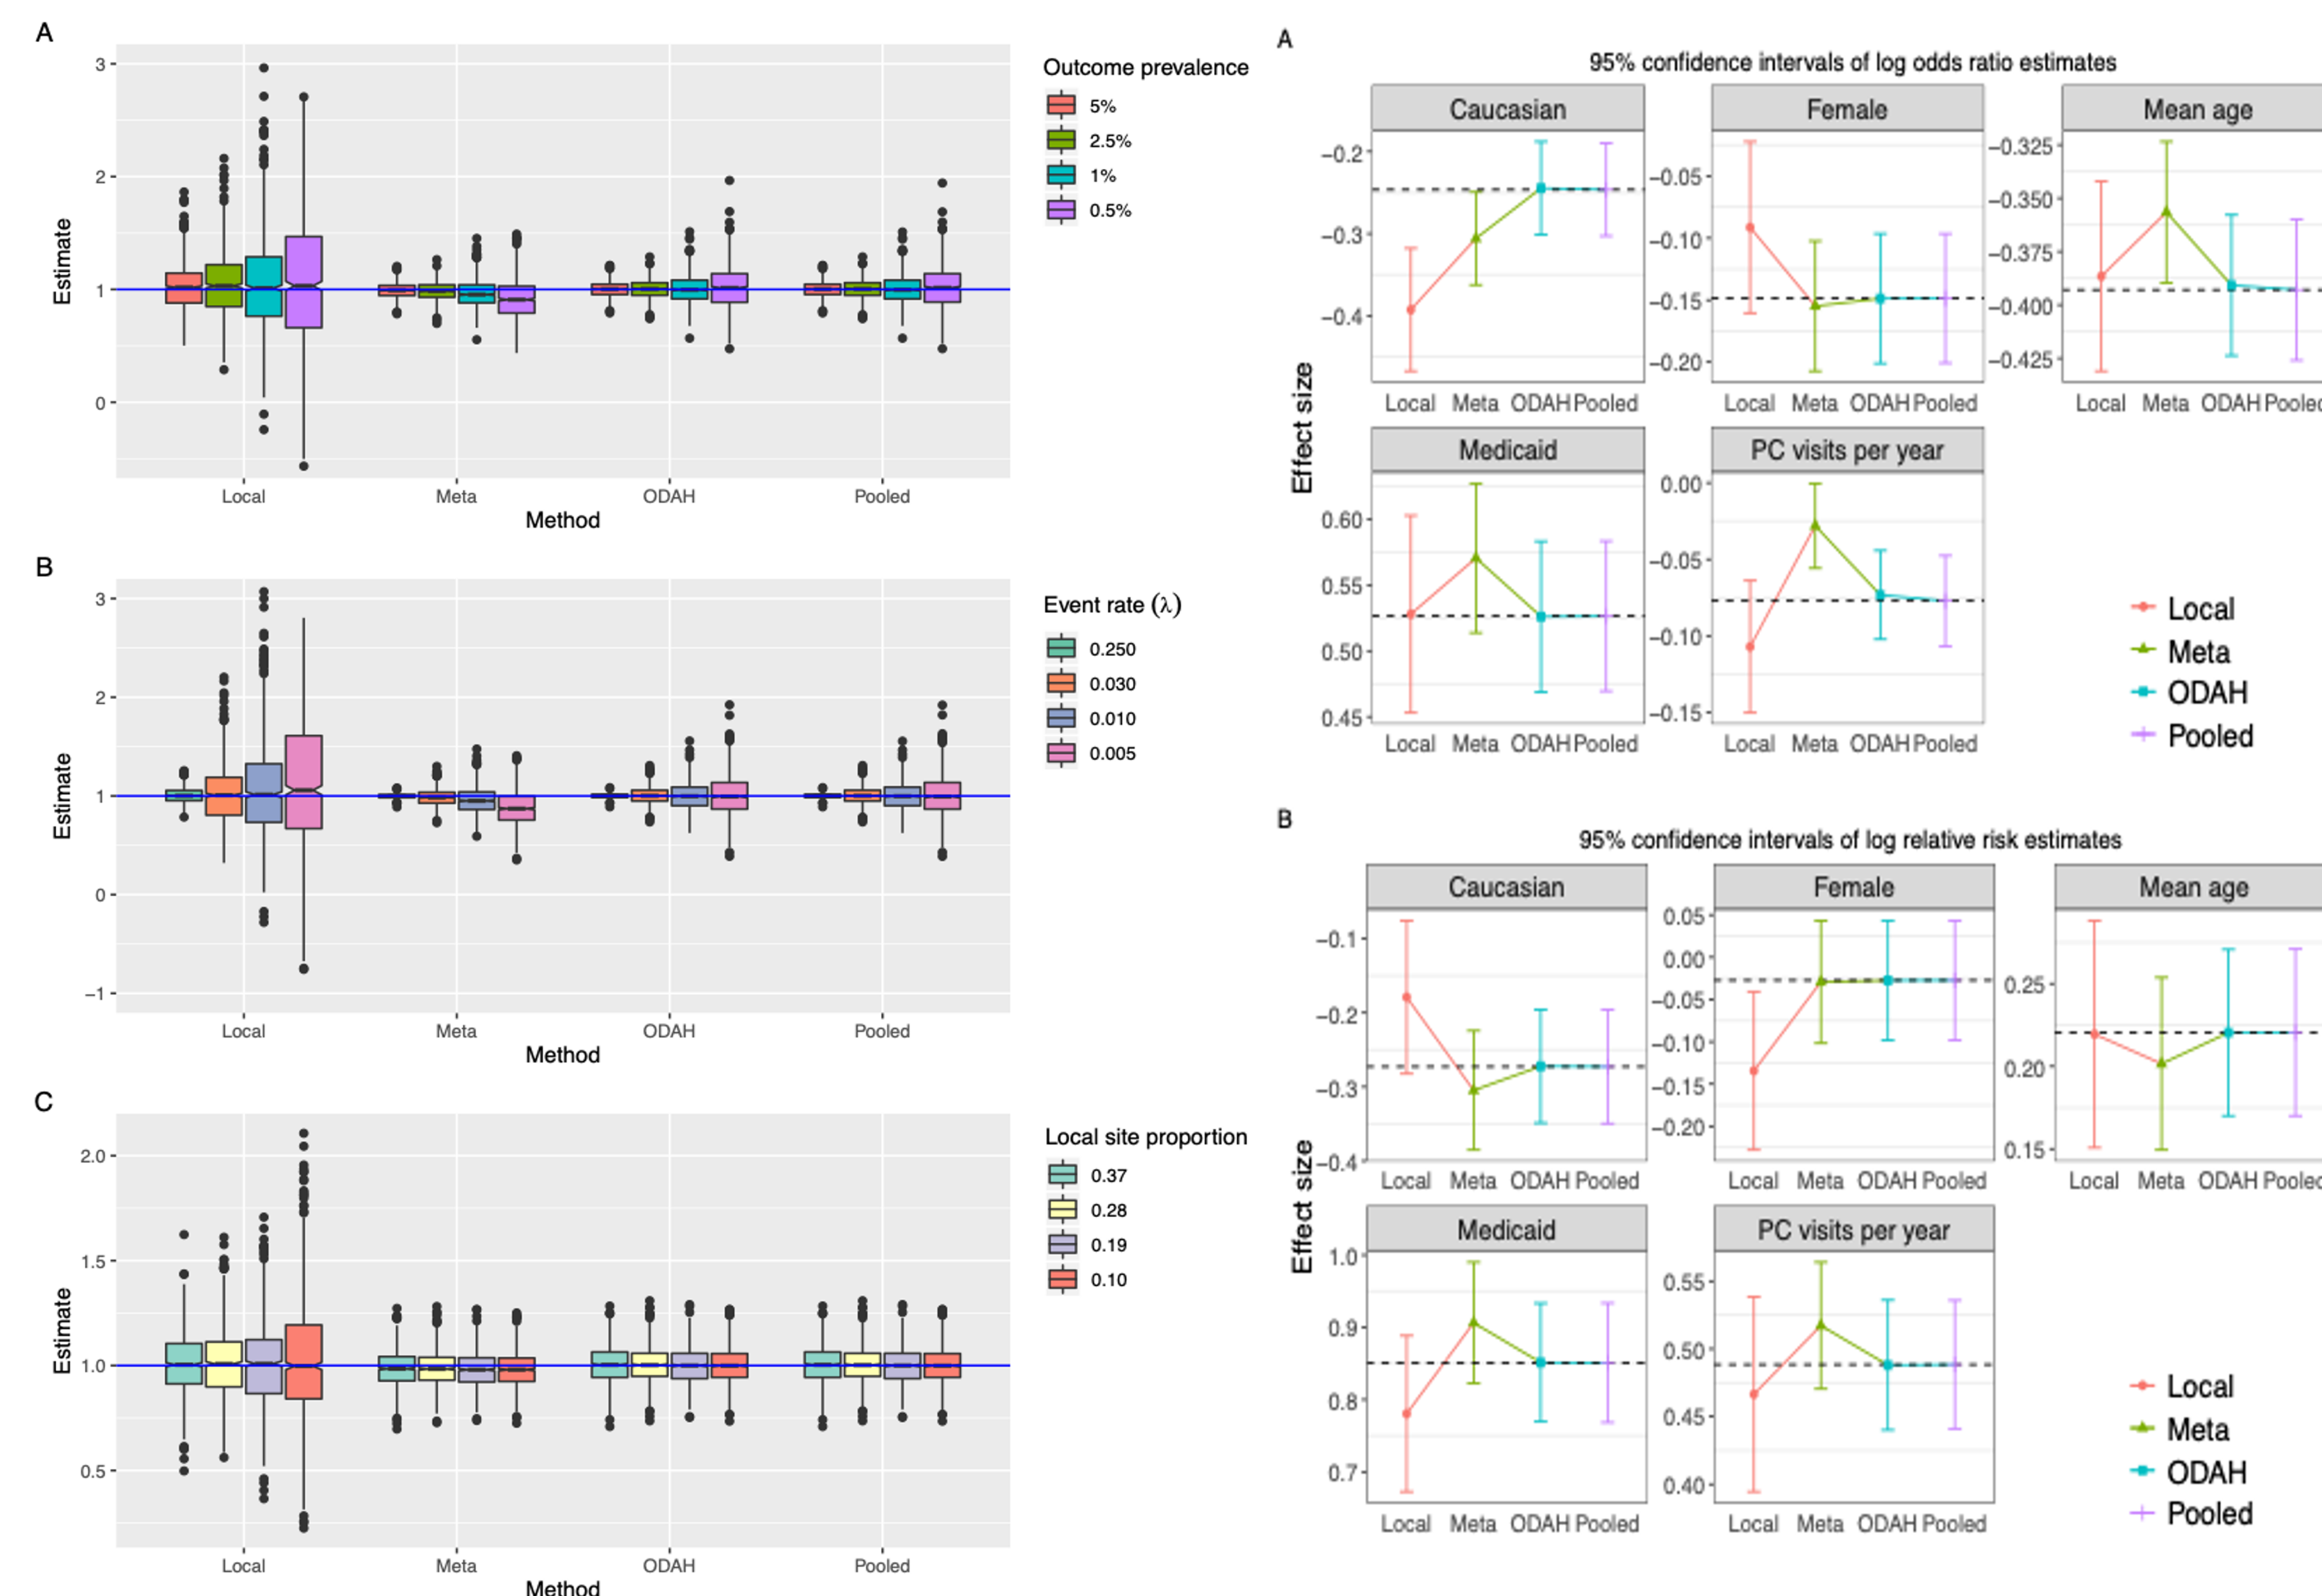 A
3
2
1
0
Estimate
Local Meta ODAH Pooled
Method
Outcome prevalence
5%
2.5%
1%
0.5%
B
3
2
1
0
−1
Estimate
Local Meta ODAH Pooled
Method
Event rate (λ)
0.250
0.030
0.010
0.005
C
2.0
1.5
1.0
0.5
Estimate
Local Meta ODAH Pooled
Method
Local site proportion
0.37
0.28
0.19
0.10
A
95% confidence intervals of log odds ratio estimates
Effect size
Caucasian
−0.2
−0.3
−0.4
Local Meta ODAH Pooled
Female
−0.05
−0.10
−0.15
−0.20
Local Meta ODAH Pooled
Mean age
−0.325
−0.350
−0.375
−0.400
−0.425
Local Meta ODAH
Medicaid
0.60
0.55
0.50
0.45
Local Meta ODAH Pooled
PC visits per year
0.00
−0.05
−0.10
−0.15
Local Meta ODAH Pooled
Local
Meta
ODAH
Pooled
B
95% confidence intervals of log relative risk estimates
Effect size
Caucasian
−0.1
−0.2
−0.3
−0.4
Local Meta ODAH Pooled
Female
0.05
0.00
−0.05
−0.10
−0.15
−0.20
Local Meta ODAH Pooled
Mean age
0.25
0.20
0.15
Local Meta ODAH
Medicaid
1.0
0.9
0.8
0.7
Local Meta ODAH Pooled
PC visits per year
0.55
0.50
0.45
0.40
Local Meta ODAH Pooled
Local
Meta
ODAH
Pooled